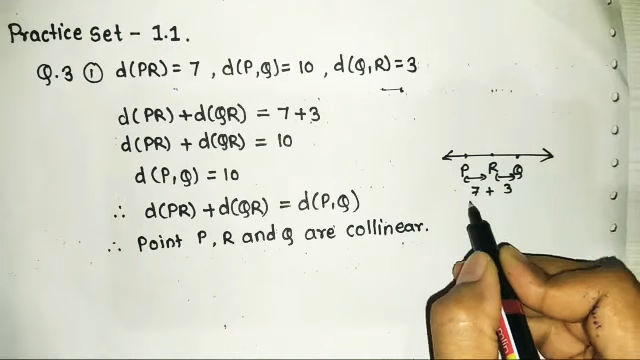 Practice set - 1.1.
Q.3 ① d(PR) = 7 , d(P,Q) = 10 , d(Q,R) = 3
d(PR) + d(QR) = 7+3
d(PR) + d(QR) = 10
d(P,Q) = 10
∴ d(PR) + d(QR) = d(P,Q)
∴ Point P, R and Q are collinear.
P R Q
7 + 3